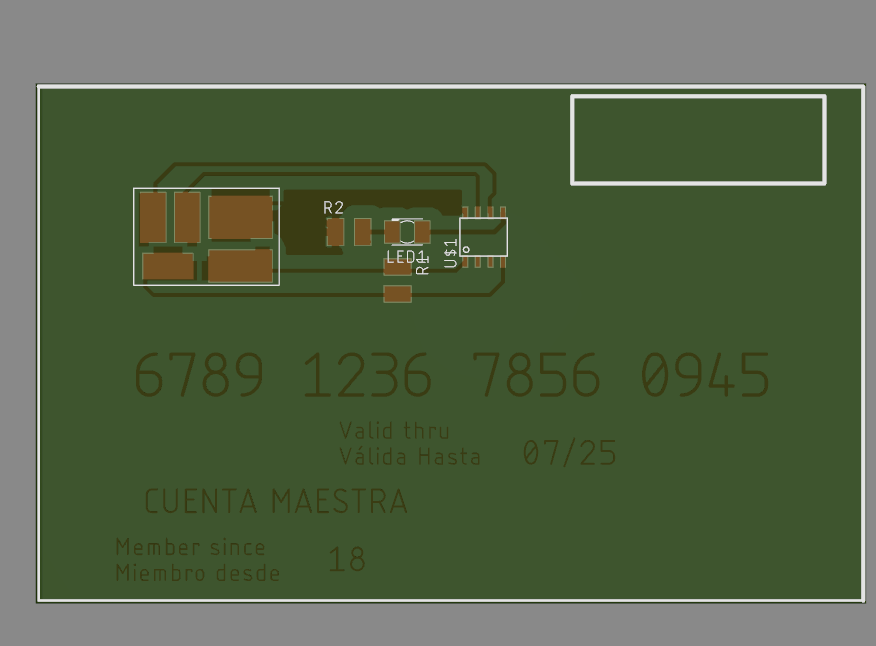 R2
LED1
R1
U$1
6789 1236 7856 0945
Valid thru
Válida Hasta 07/25
CUENTA MAESTRA
Member since
Miembro desde 18